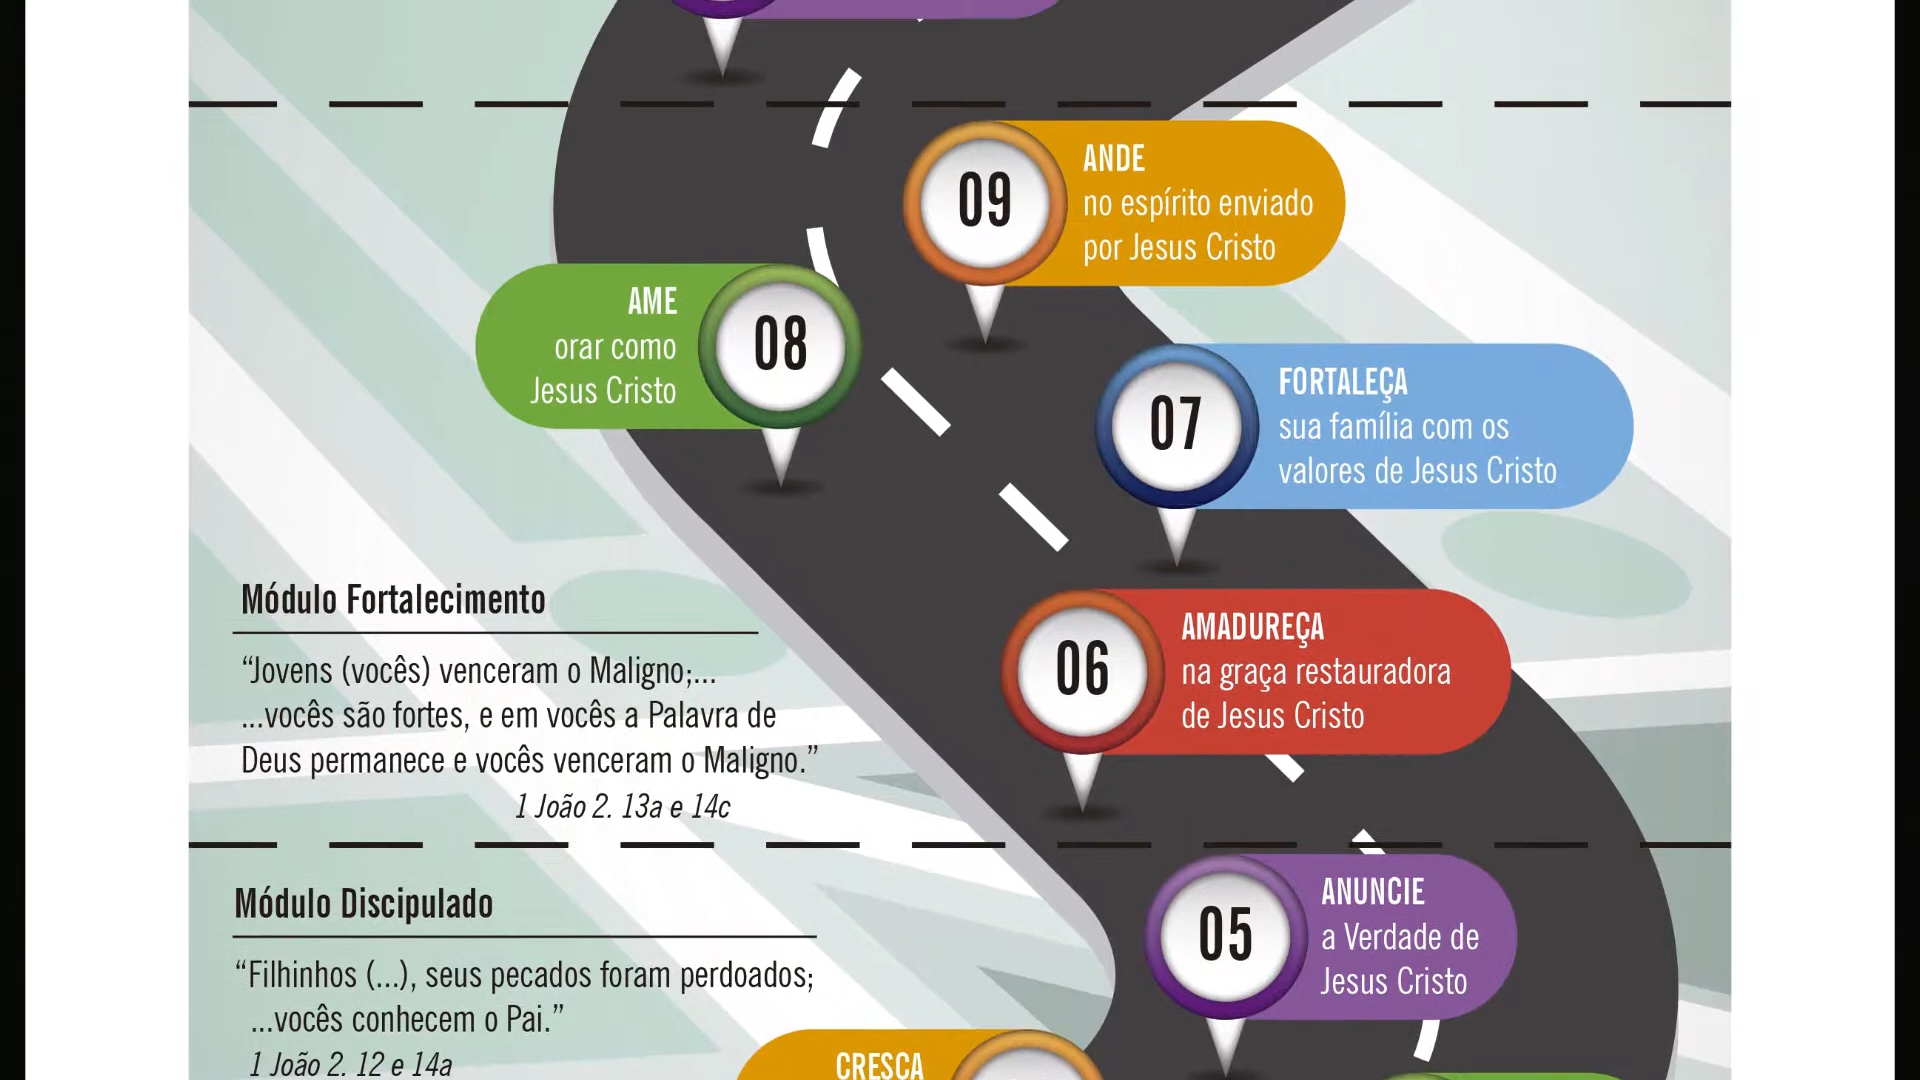 09
ANDE
no espírito enviado
por Jesus Cristo
AME
orar como
Jesus Cristo
08
07
FORTALEÇA
sua família com os
valores de Jesus Cristo
Módulo Fortalecimento
“Jovens (vocês) venceram o Maligno;...
...vocês são fortes, e em vocês a Palavra de
Deus permanece e vocês venceram o Maligno.”
1 João 2. 13a e 14c
06
AMADUREÇA
na graça restauradora
de Jesus Cristo
Módulo Discipulado
“Filhinhos (...), seus pecados foram perdoados;
...vocês conhecem o Pai.”
1 João 2. 12 e 14a
05
ANUNCIE
a Verdade de
Jesus Cristo
CRESÇA